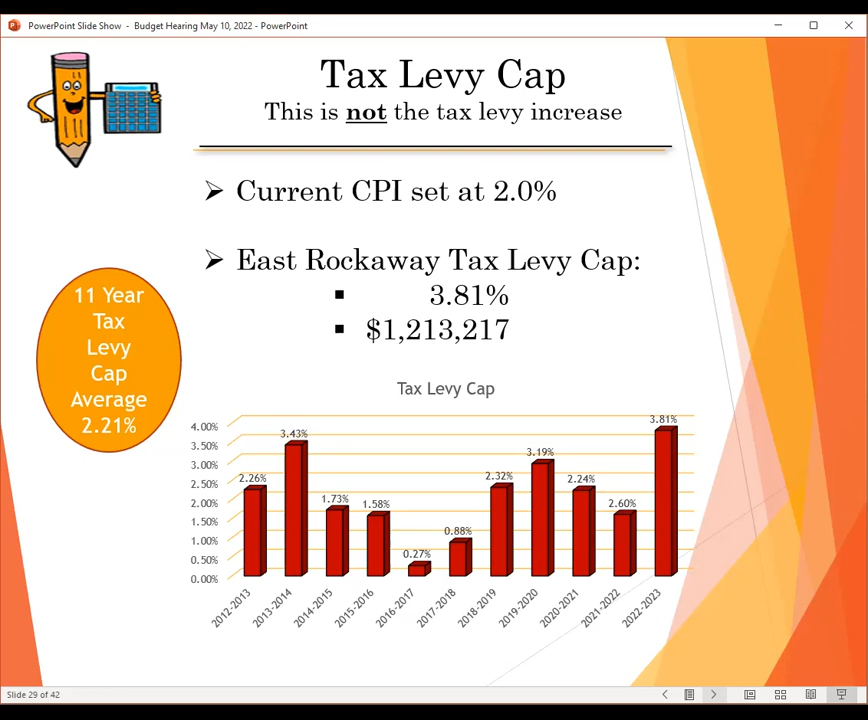 PowerPoint Slide Show - Budget Hearing May 10, 2022 - PowerPoint
Tax Levy Cap
This is not the tax levy increase
Current CPI set at 2.0%
East Rockaway Tax Levy Cap:
3.81%
$1,213,217
11 Year
Tax
Levy
Cap
Average
2.21%
Tax Levy Cap
4.00%
3.50%
3.00%
2.50%
2.00%
1.50%
1.00%
0.50%
0.00%
2.26%
3.43%
1.73%
1.58%
0.27%
0.88%
2.32%
3.19%
2.24%
2.60%
3.81%
2012-2013
2013-2014
2014-2015
2015-2016
2016-2017
2017-2018
2018-2019
2019-2020
2020-2021
2021-2022
2022-2023
Slide 29 of 42